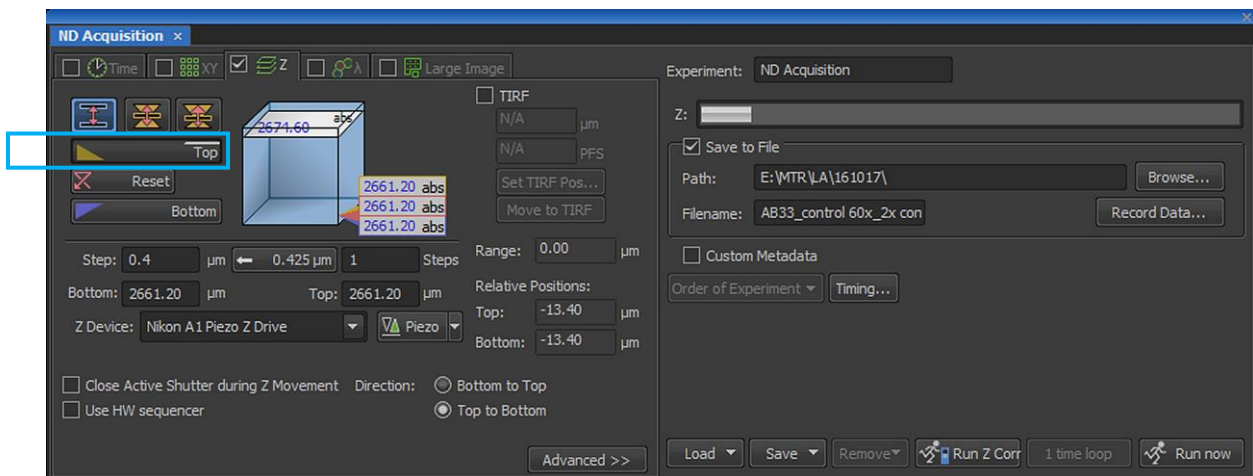 ND Acquisition ×
Time XY Z λ Large Image
2674.60 abs
Top
Reset
Bottom
2661.20 abs
2661.20 abs
2661.20 abs
TIRF
N/A µm
N/A PFS
Set TIRF Pos...
Move to TIRF
Step: 0.4 µm 0.425 µm 1 Steps
Range: 0.00 µm
Bottom: 2661.20 µm Top: 2661.20 µm
Relative Positions:
Top: -13.40 µm
Z Device: Nikon A1 Piezo Z Drive Piezo
Bottom: -13.40 µm
Close Active Shutter during Z Movement Direction: Bottom to Top
Use HW sequencer Top to Bottom
Advanced >>
Experiment: ND Acquisition
Z:
Save to File
Path: E:\MTR\LA\161017\ Browse...
Filename: AB33_control 60x_2x con Record Data...
Custom Metadata
Order of Experiment Timing...
Load Save Remove Run Z Corr 1 time loop Run now